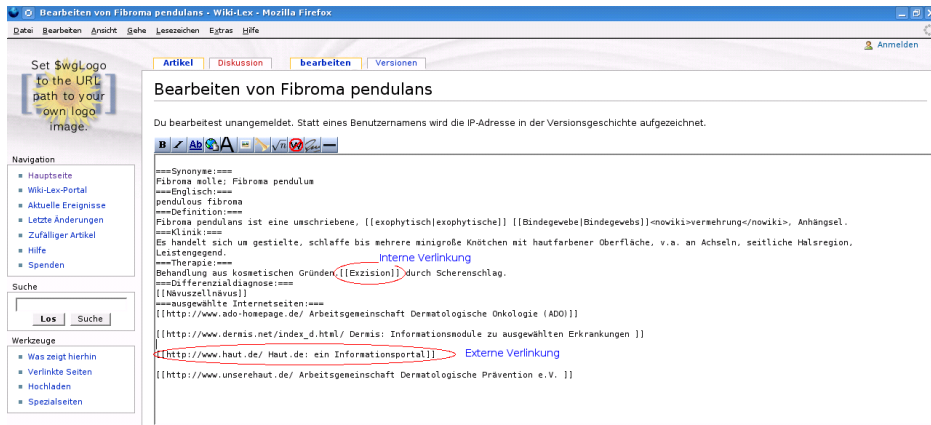 Bearbeiten von Fibroma pendulans - Wiki-Lex - Mozilla Firefox
Datei Bearbeiten Ansicht Gehe Lesezeichen Extras Hilfe
Anmelden
Set $wgLogo
to the URL
path to your
own logo
image.
Artikel Diskussion bearbeiten Versionen
Bearbeiten von Fibroma pendulans
Du bearbeitest unangemeldet. Statt eines Benutzernamens wird die IP-Adresse in der Versionsgeschichte aufgezeichnet.
B I Ab A √n W
Navigation
Hauptseite
Wiki-Lex-Portal
Aktuelle Ereignisse
Letzte Änderungen
Zufälliger Artikel
Hilfe
Spenden
Suche
Los Suche
Werkzeuge
Was zeigt hierhin
Verlinkte Seiten
Hochladen
Spezialseiten
===Synonyme:===
Fibroma molle; Fibroma pendulum
===Englisch:===
pendulous fibroma
===Definition:===
Fibroma pendulans ist eine umschriebene, [[exophytisch|exophytische]] [[Bindegewebe|Bindegewebs]]<nowiki>vermehrung</nowiki>, Anhängsel.
===Klinik:===
Es handelt sich um gestielte, schlaffe bis mehrere minigroße Knötchen mit hautfarbener Oberfläche, v.a. an Achseln, seitliche Halsregion,
Leistengegend.
Interne Verlinkung
===Therapie:===
Behandlung aus kosmetischen Gründen,[[Exzision]] durch Scherenschlag.
===Differenzialdiagnose:===
[[Nävuszellnävus]]
===ausgewählte Internetseiten:===
[[http://www.ado-homepage.de/ Arbeitsgemeinschaft Dermatologische Onkologie (ADO)]]
[[http://www.dermis.net/index_d.html/ Dermis: Informationsmodule zu ausgewählten Erkrankungen ]]
[[http://www.haut.de/ Haut.de: ein Informationsportal]] Externe Verlinkung
[[http://www.unserehaut.de/ Arbeitsgemeinschaft Dermatologische Prävention e.V. ]]